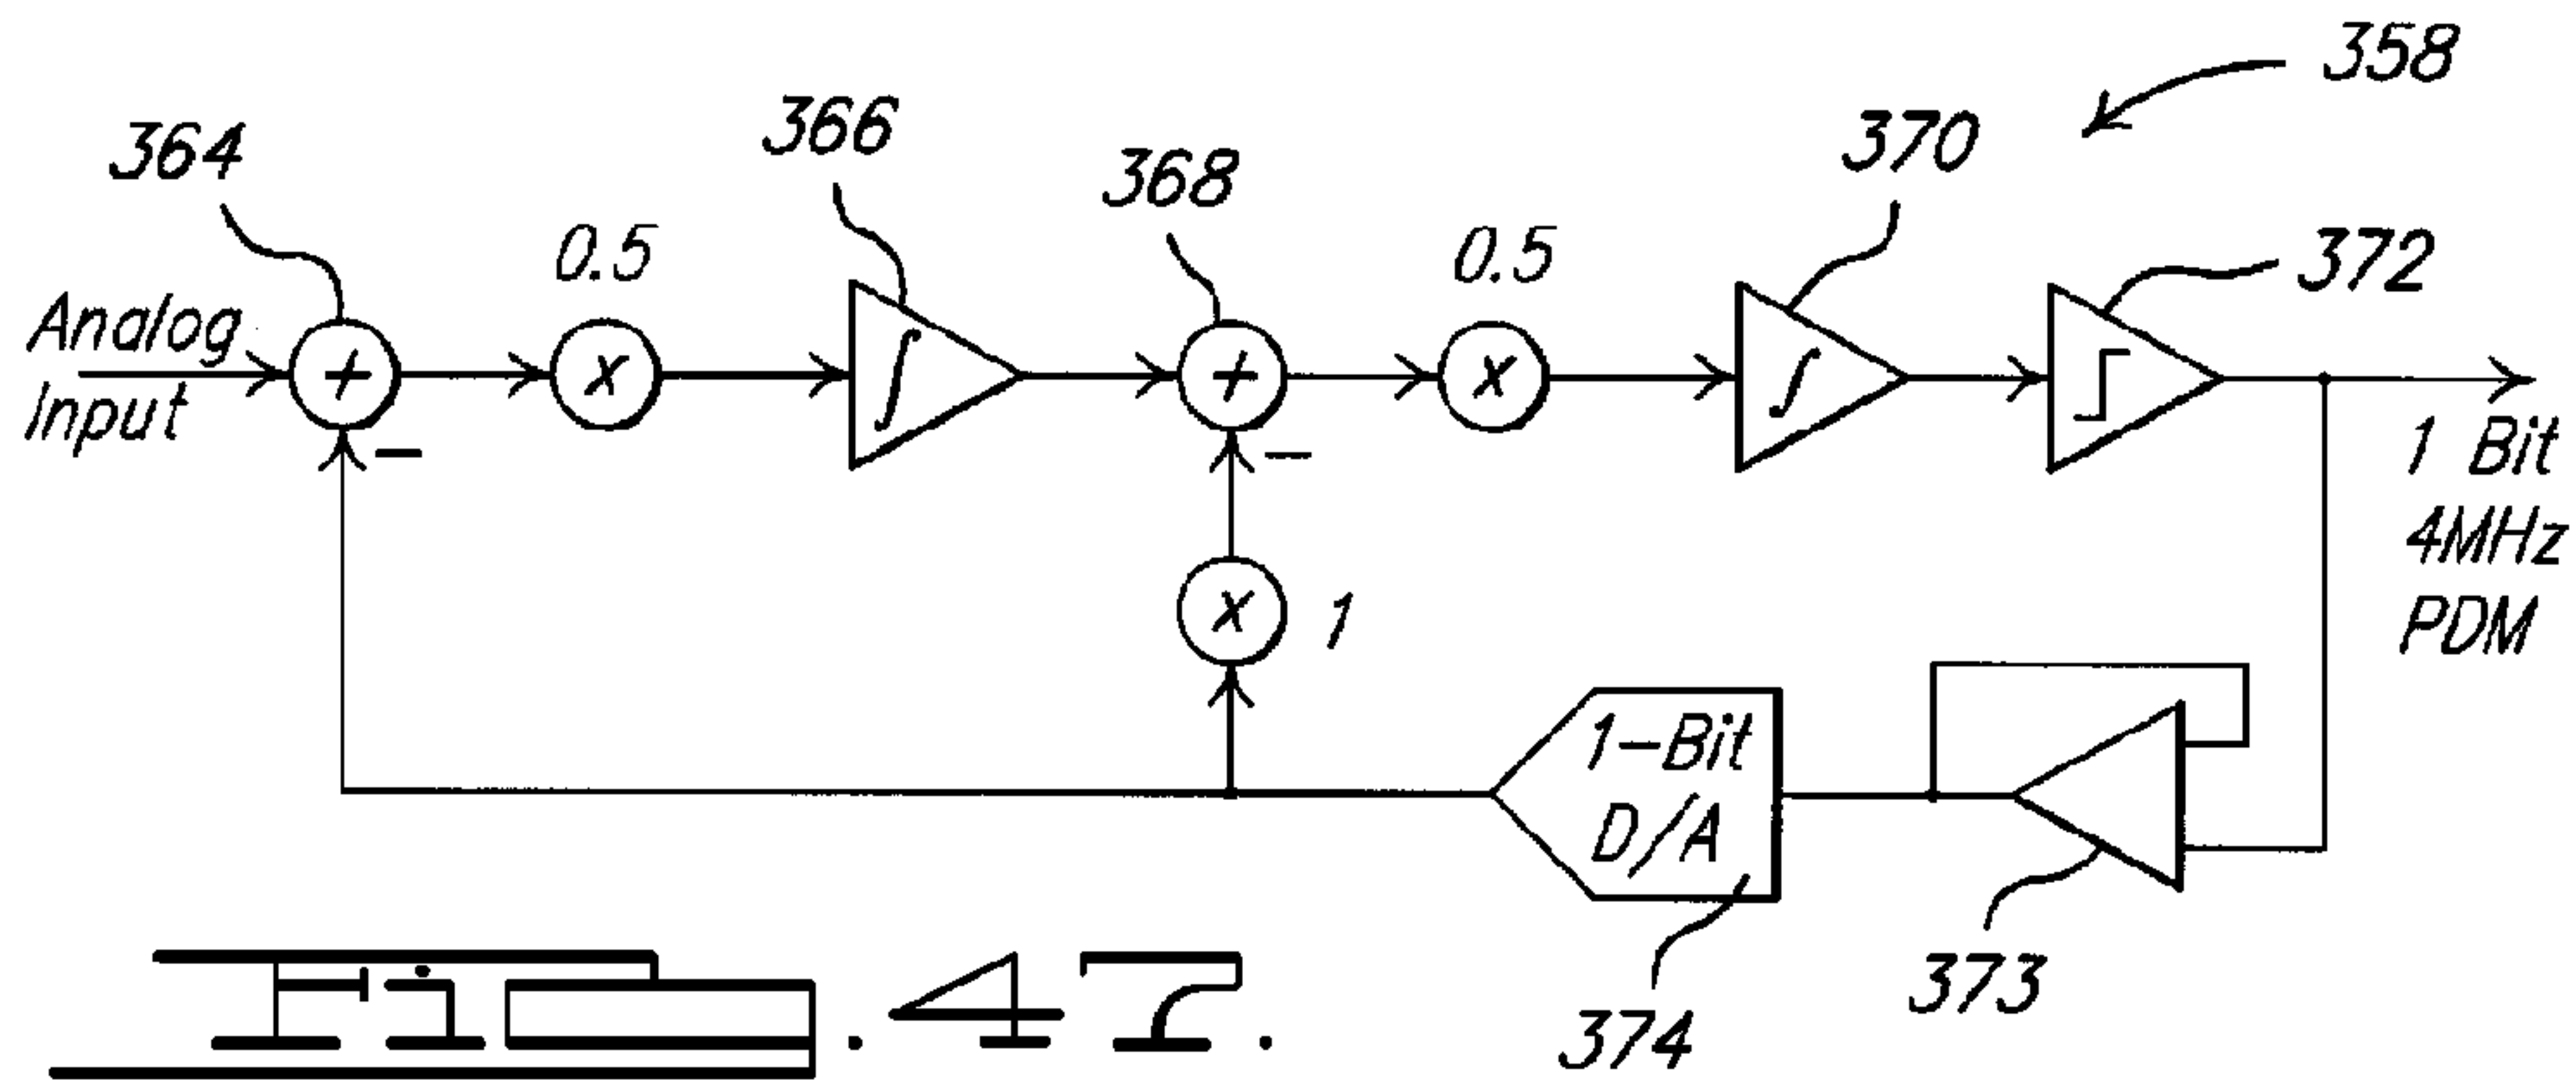 358
364
366
368
370
372
0.5
0.5
Analog
Input
+
x
∫
+
x
∫
−
−
1 Bit
4MHz
PDM
x
1
1-Bit
D/A
374
373
Fig. 47.